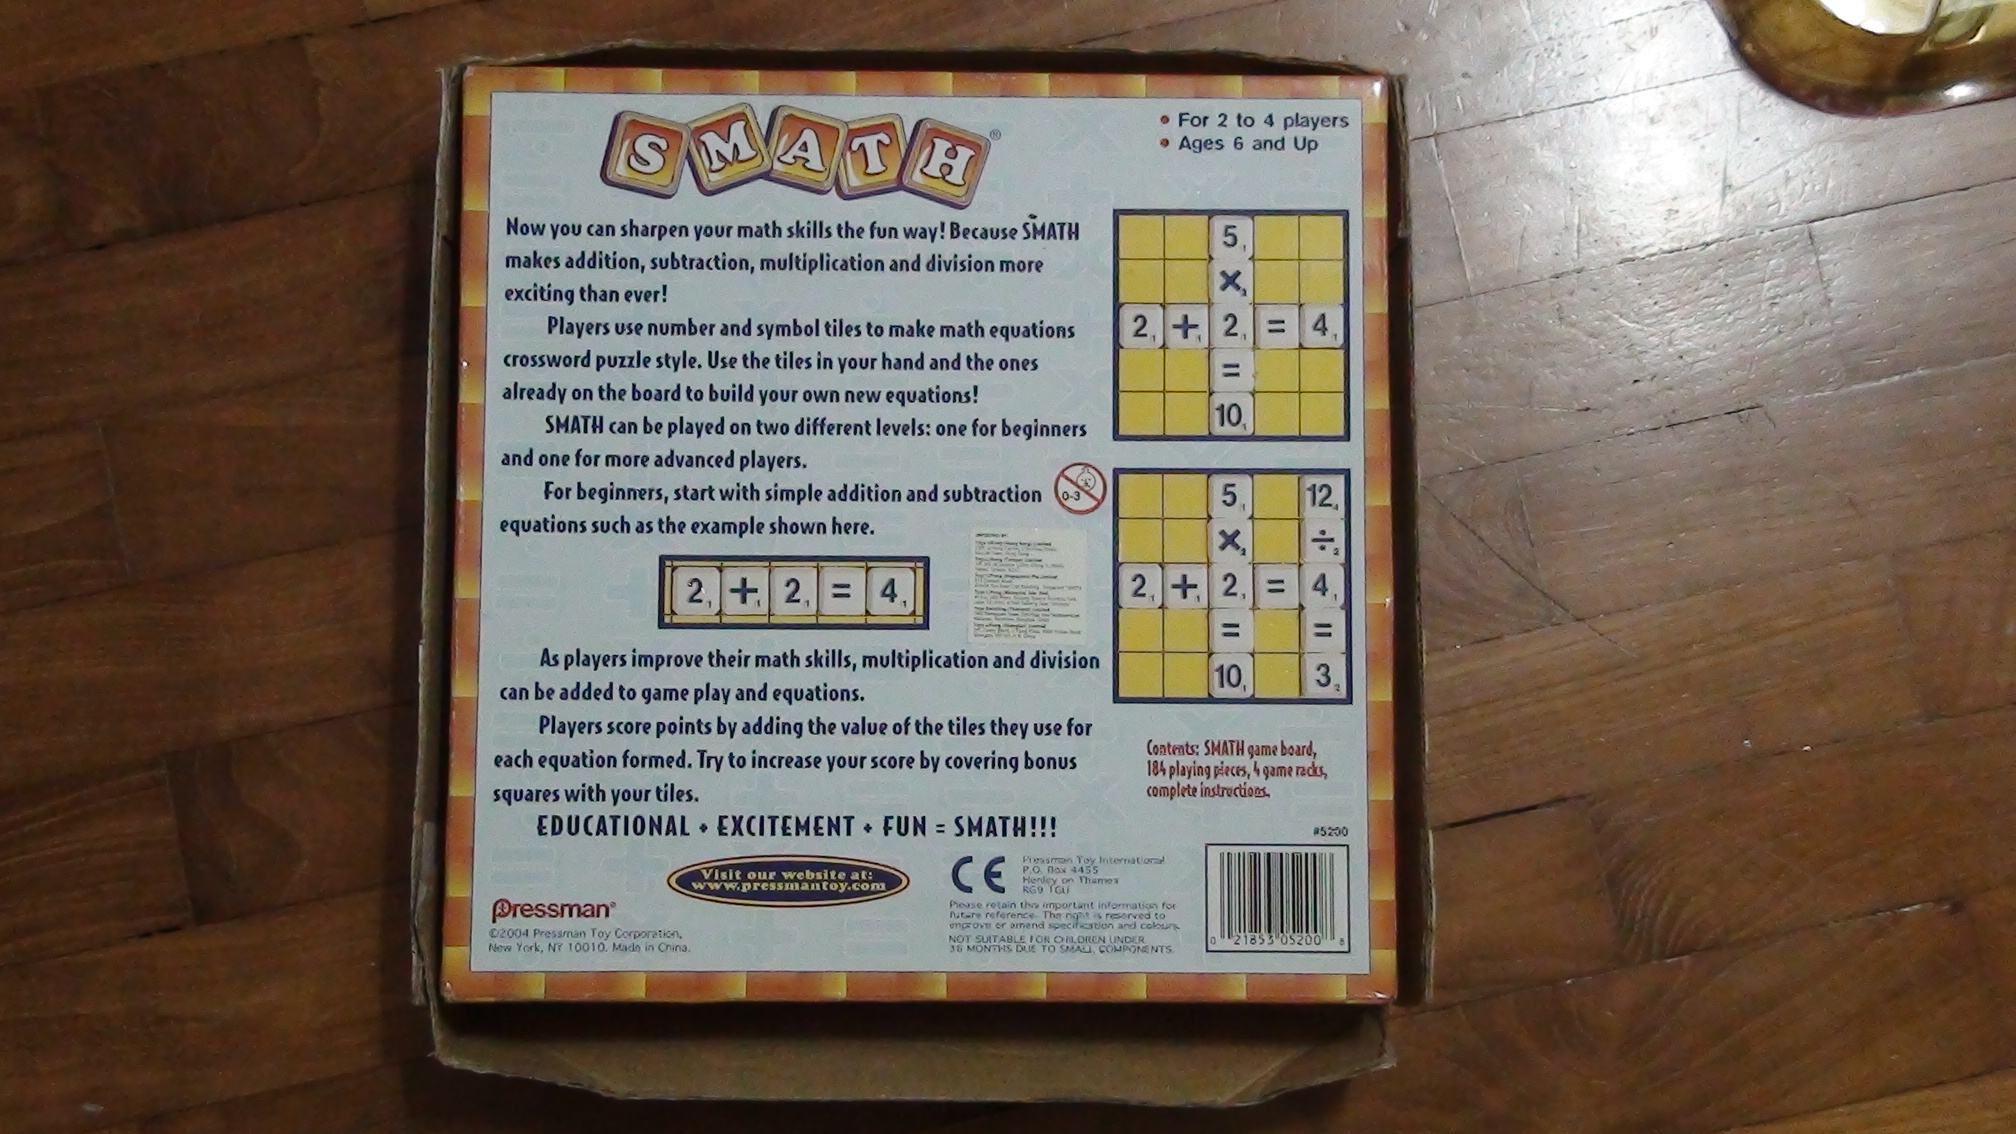 SMATH®
• For 2 to 4 players
• Ages 6 and Up
Now you can sharpen your math skills the fun way! Because SMATH
makes addition, subtraction, multiplication and division more
exciting than ever!
Players use number and symbol tiles to make math equations
crossword puzzle style. Use the tiles in your hand and the ones
already on the board to build your own new equations!
SMATH can be played on two different levels: one for beginners
and one for more advanced players.
For beginners, start with simple addition and subtraction
equations such as the example shown here.
0-3
2 + 2 = 4
As players improve their math skills, multiplication and division
can be added to game play and equations.
Players score points by adding the value of the tiles they use for
each equation formed. Try to increase your score by covering bonus
squares with your tiles.
EDUCATIONAL + EXCITEMENT + FUN = SMATH!!!
5
×
2 + 2 = 4
=
10
5 12
× ÷
2 + 2 = 4
= =
10 3
Contents: SMATH game board,
184 playing pieces, 4 game racks,
complete instructions.
#5200
Visit our website at:
www.pressmantoy.com
Pressman®
©2004 Pressman Toy Corporation,
New York, NY 10010. Made in China.
CE
Pressman Toy International
P.O. Box 4455
Henley on Thames
RG9 1GU
Please retain this important information for
future reference. The right is reserved to
improve or amend specification and colours.
NOT SUITABLE FOR CHILDREN UNDER
36 MONTHS DUE TO SMALL COMPONENTS.
0 21853 05200 8